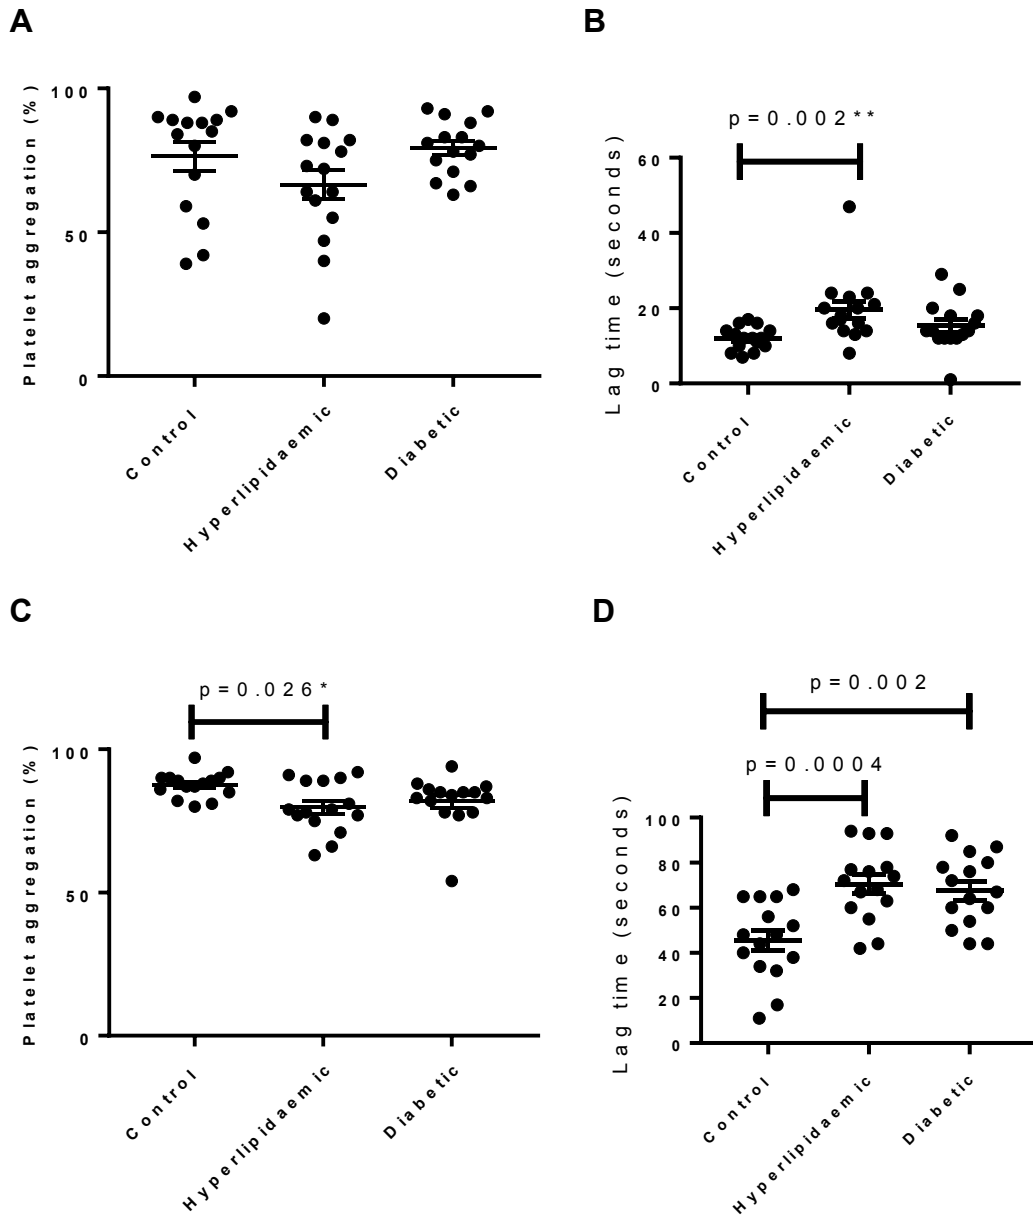 A
Platelet aggregation (%)
100
50
0
Control
Hyperlipidaemic
Diabetic
B
p=0.002**
Lag time (seconds)
60
40
20
0
Control
Hyperlipidaemic
Diabetic
C
p=0.026*
Platelet aggregation (%)
100
50
0
Control
Hyperlipidaemic
Diabetic
D
p=0.002
p=0.0004
Lag time (seconds)
100
80
60
40
20
0
Control
Hyperlipidaemic
Diabetic